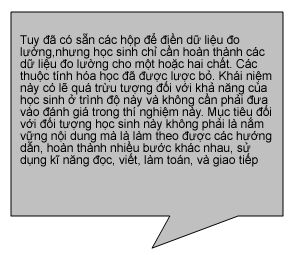 Tuy đã có sẵn các hộp để điền dữ liệu đo
lường,nhưng học sinh chỉ cần hoàn thành các
dữ liệu đo lường cho một hoặc hai chất. Các
thuộc tính hóa học đã được lược bỏ. Khái niệm
này có lẽ quá trừu tượng đối với khả năng của
học sinh ở trình độ này và không cần phải đưa
vào đánh giá trong thí nghiệm này. Mục tiêu đối
với đối tượng học sinh này không phải là nắm
vững nội dung mà là làm theo được các hướng
dẫn, hoàn thành nhiều bước khác nhau, sử
dụng kĩ năng đọc, viết, làm toán, và giao tiếp